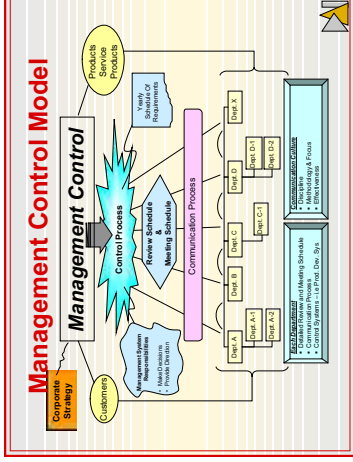 Management Control Model
Corporate
Strategy
Management Control
Customers
Products
Service
Products
Control Process
Management System
Responsibilities
• Make Decisions
• Provide Direction
Review Schedule
&
Meeting Schedule
Yearly
Schedule Of
Requirements
Communication Process
Dept. A
Dept. B
Dept. C
Dept. D
Dept. X
Dept. A-1
Dept. A-2
Dept. C-1
Dept. D-1
Dept. D-2
Each Department
• Detailed Review and Meeting Schedule
• Communication Process
• Control Systems – I.e Prod. Dev. Sys
Communication Culture
• Discipline
• Methodology & Focus
• Effectiveness